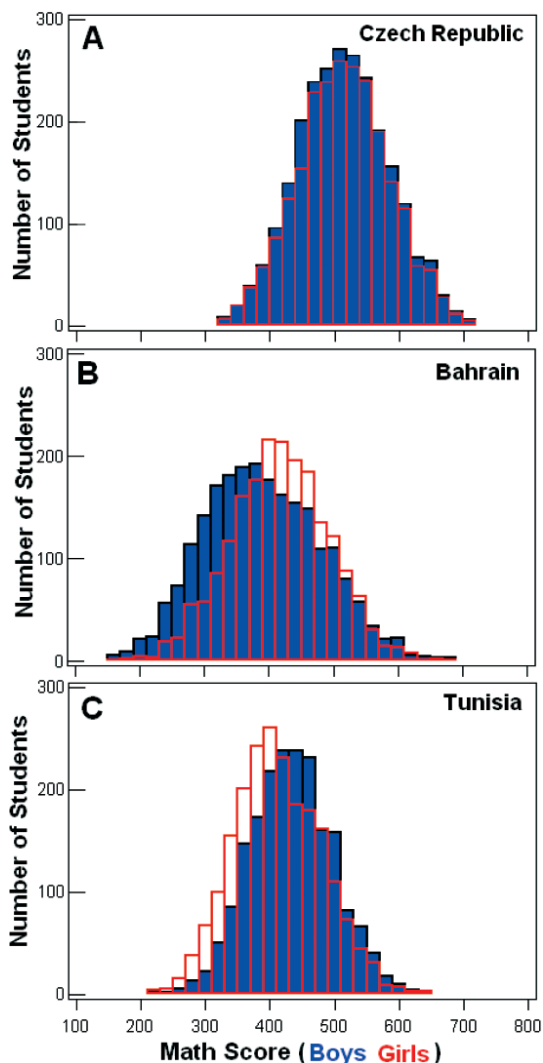 A
Czech Republic
Number of Students
300
200
100
0
B
Bahrain
Number of Students
300
200
100
0
C
Tunisia
Number of Students
300
200
100
0
100 200 300 400 500 600 700 800
Math Score (Boys Girls)